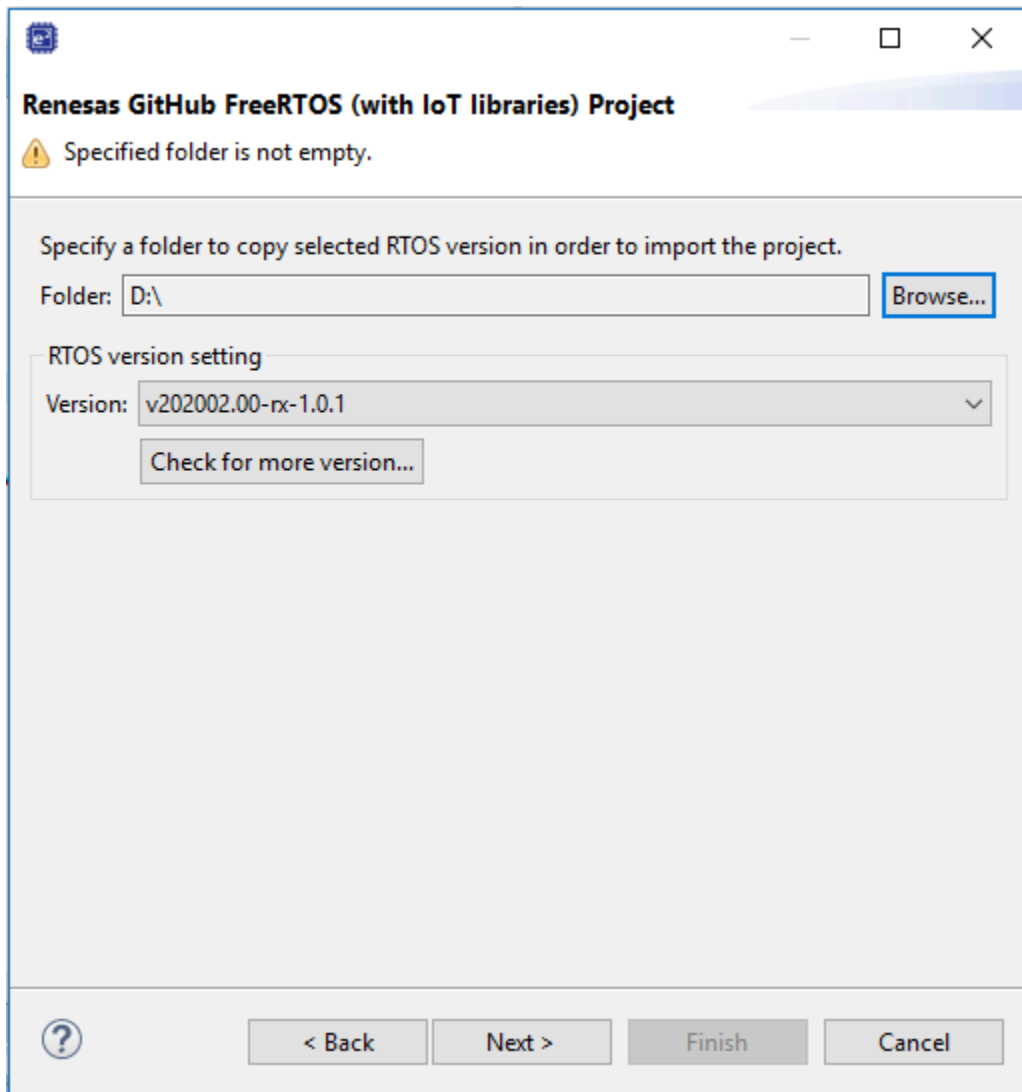 Renesas GitHub FreeRTOS (with IoT libraries) Project
Specified folder is not empty.
Specify a folder to copy selected RTOS version in order to import the project.
Folder: D:\ Browse...
RTOS version setting
Version: v202002.00-rx-1.0.1
Check for more version...
? < Back Next > Finish Cancel